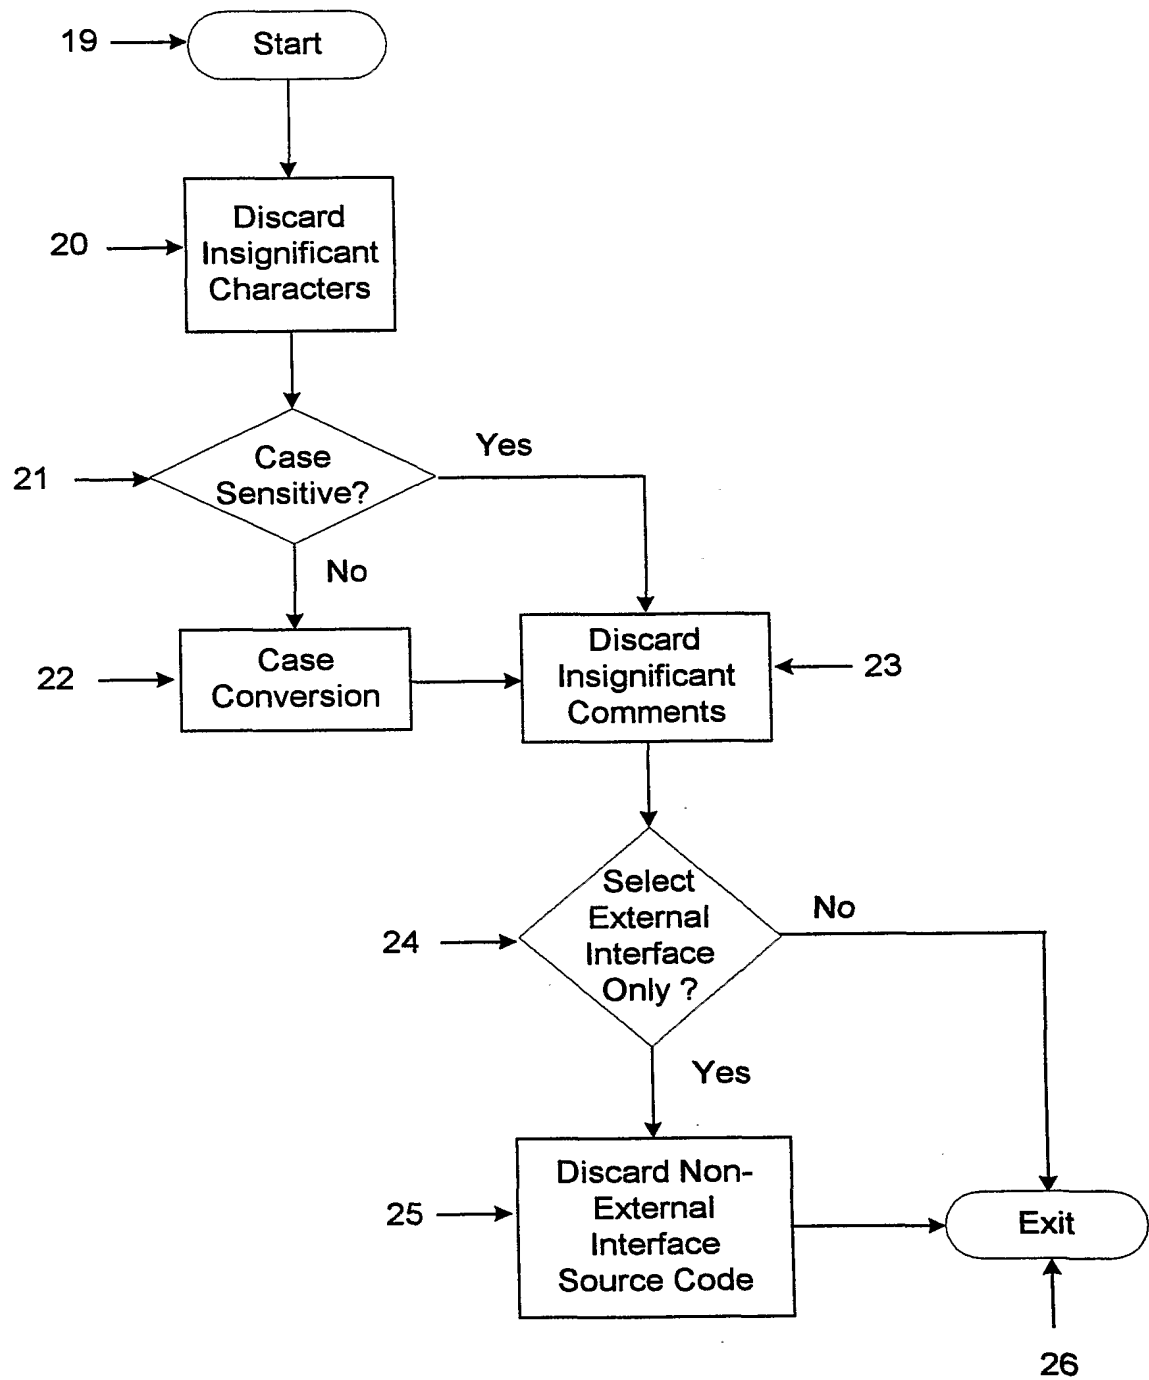 19
Start
20
Discard
Insignificant
Characters
21
Case
Sensitive?
Yes
No
22
Case
Conversion
Discard
Insignificant
Comments
23
24
Select
External
Interface
Only ?
No
Yes
25
Discard Non-
External
Interface
Source Code
Exit
26